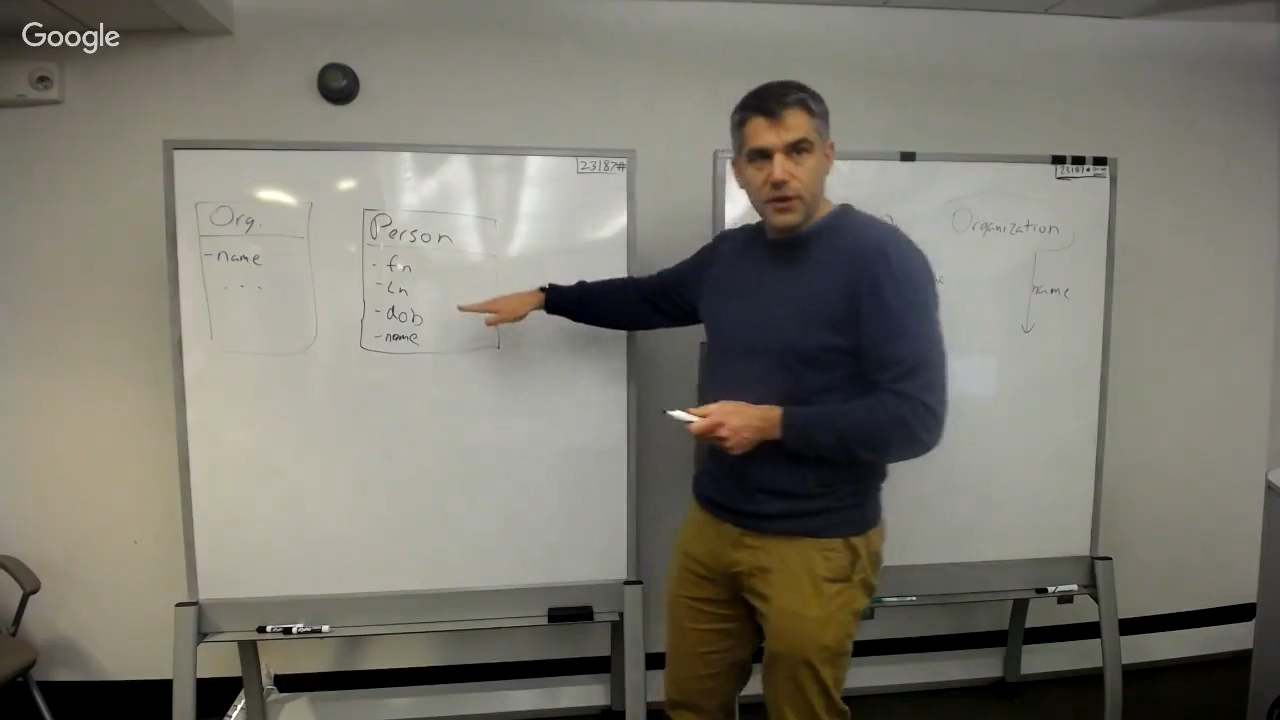 Google
23187#
Org.
-name
...
Person
- fn
- Ln
- dob
- name
23187#
Organization
name